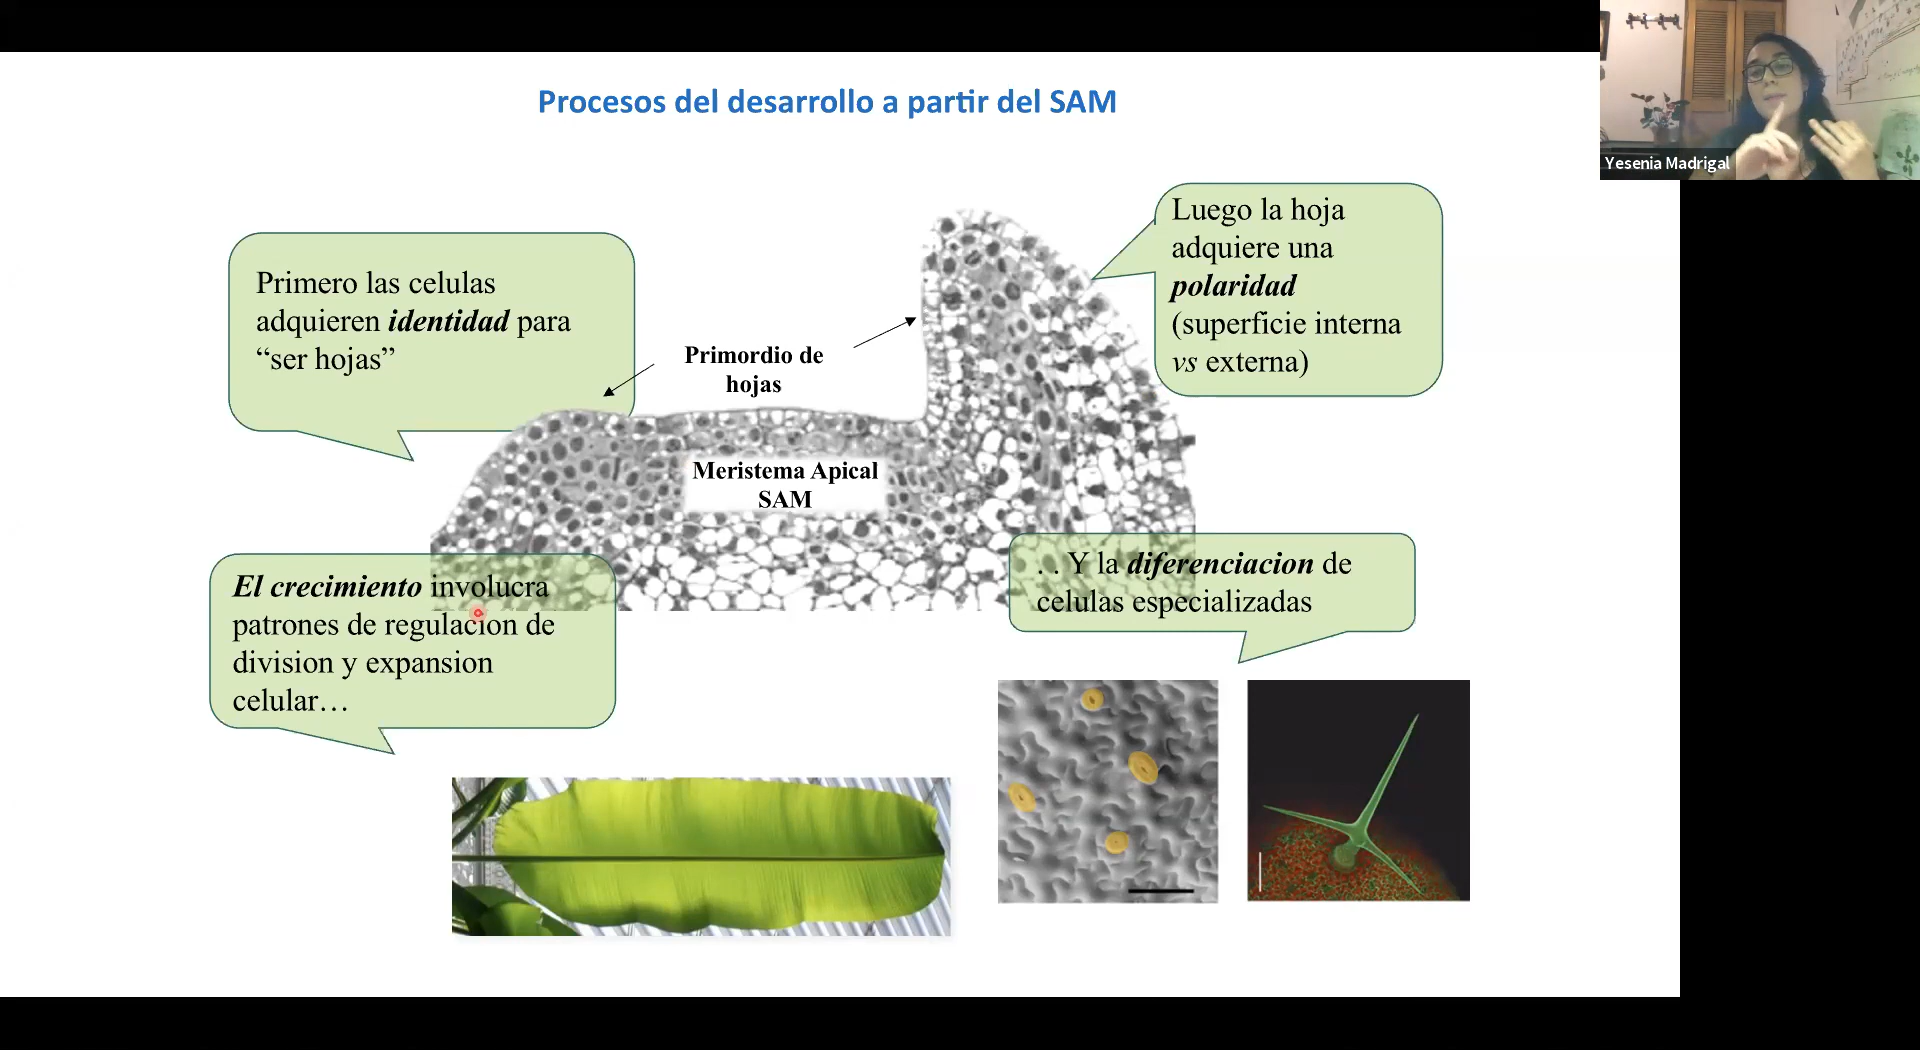 Procesos del desarrollo a partir del SAM
Yesenia Madrigal
Primero las celulas
adquieren identidad para
“ser hojas”
Luego la hoja
adquiere una
polaridad
(superficie interna
vs externa)
Primordio de
hojas
Meristema Apical
SAM
El crecimiento involucra
patrones de regulacion de
division y expansion
celular…
. . Y la diferenciacion de
celulas especializadas